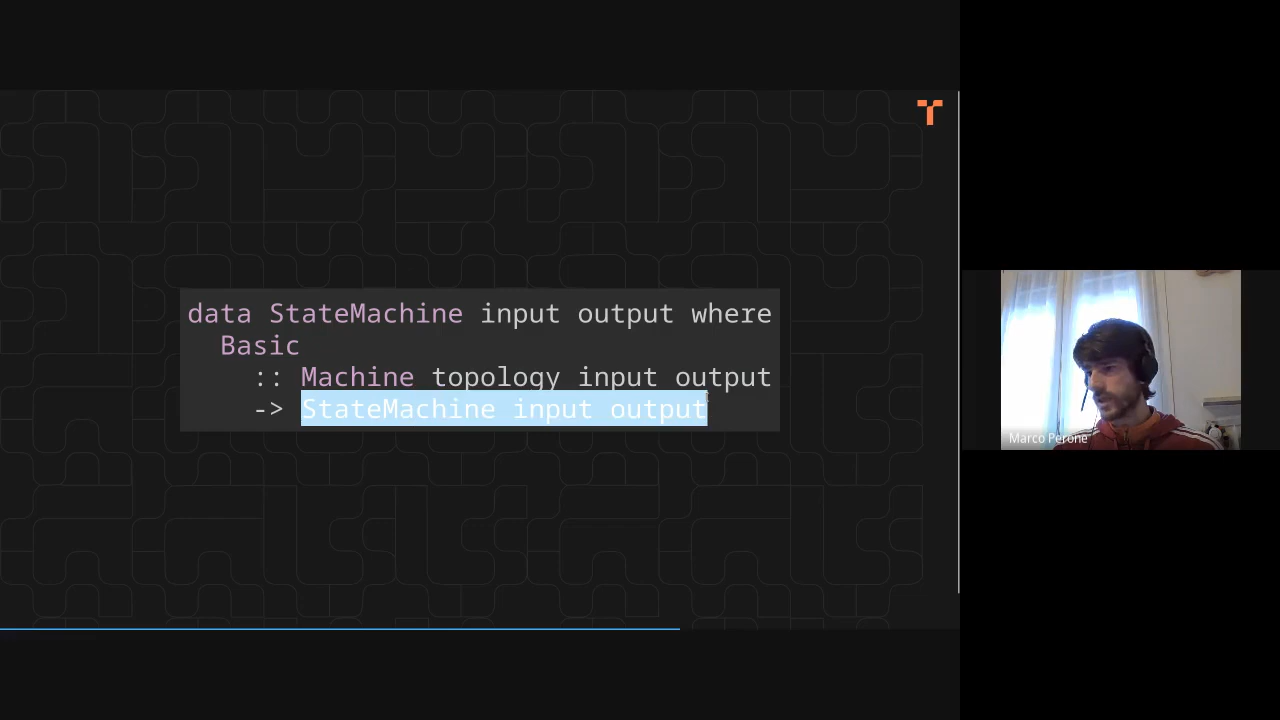 data StateMachine input output where
Basic
:: Machine topology input output
-> StateMachine input output
Marco Perone